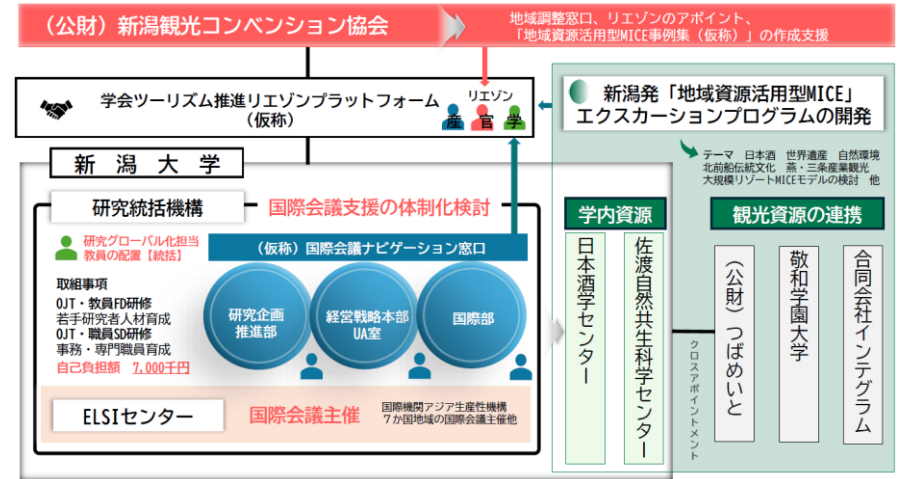 （公財）新潟観光コンベンション協会
地域調整窓口、リエゾンのアポイント、
「地域資源活用型MICE事例集（仮称）」の作成支援
学会ツーリズム推進リエゾンプラットフォーム
（仮称）
リエゾン
産 官 学
新潟発「地域資源活用型MICE」
エクスカーションプログラムの開発
テーマ　日本酒　世界遺産　自然環境
北前船伝統文化　燕・三条産業観光
大規模リゾートMICEモデルの検討　他
新潟大学
研究統括機構
国際会議支援の体制化検討
研究グローバル化担当
教員の配置【統括】
（仮称）国際会議ナビゲーション窓口
取組事項
OJT・教員FD研修
若手研究者人材育成
OJT・職員SD研修
事務・専門職員育成
自己負担額　7,000千円
研究企画
推進部
経営戦略本部
UA室
国際部
ELSIセンター
国際会議主催
国際機関アジア生産性機構
７か国地域の国際会議主催他
学内資源
日本酒学センター
佐渡自然共生科学センター
クロスアポイントメント
観光資源の連携
（公財）つばめいと
敬和学園大学
合同会社インテグラム